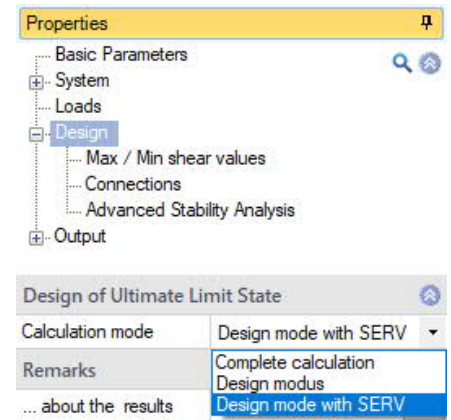 Properties
Basic Parameters
System
Loads
Design
Max / Min shear values
Connections
Advanced Stability Analysis
Output
Design of Ultimate Limit State
Calculation mode Design mode with SERV
Remarks Complete calculation
Design modus
... about the results Design mode with SERV